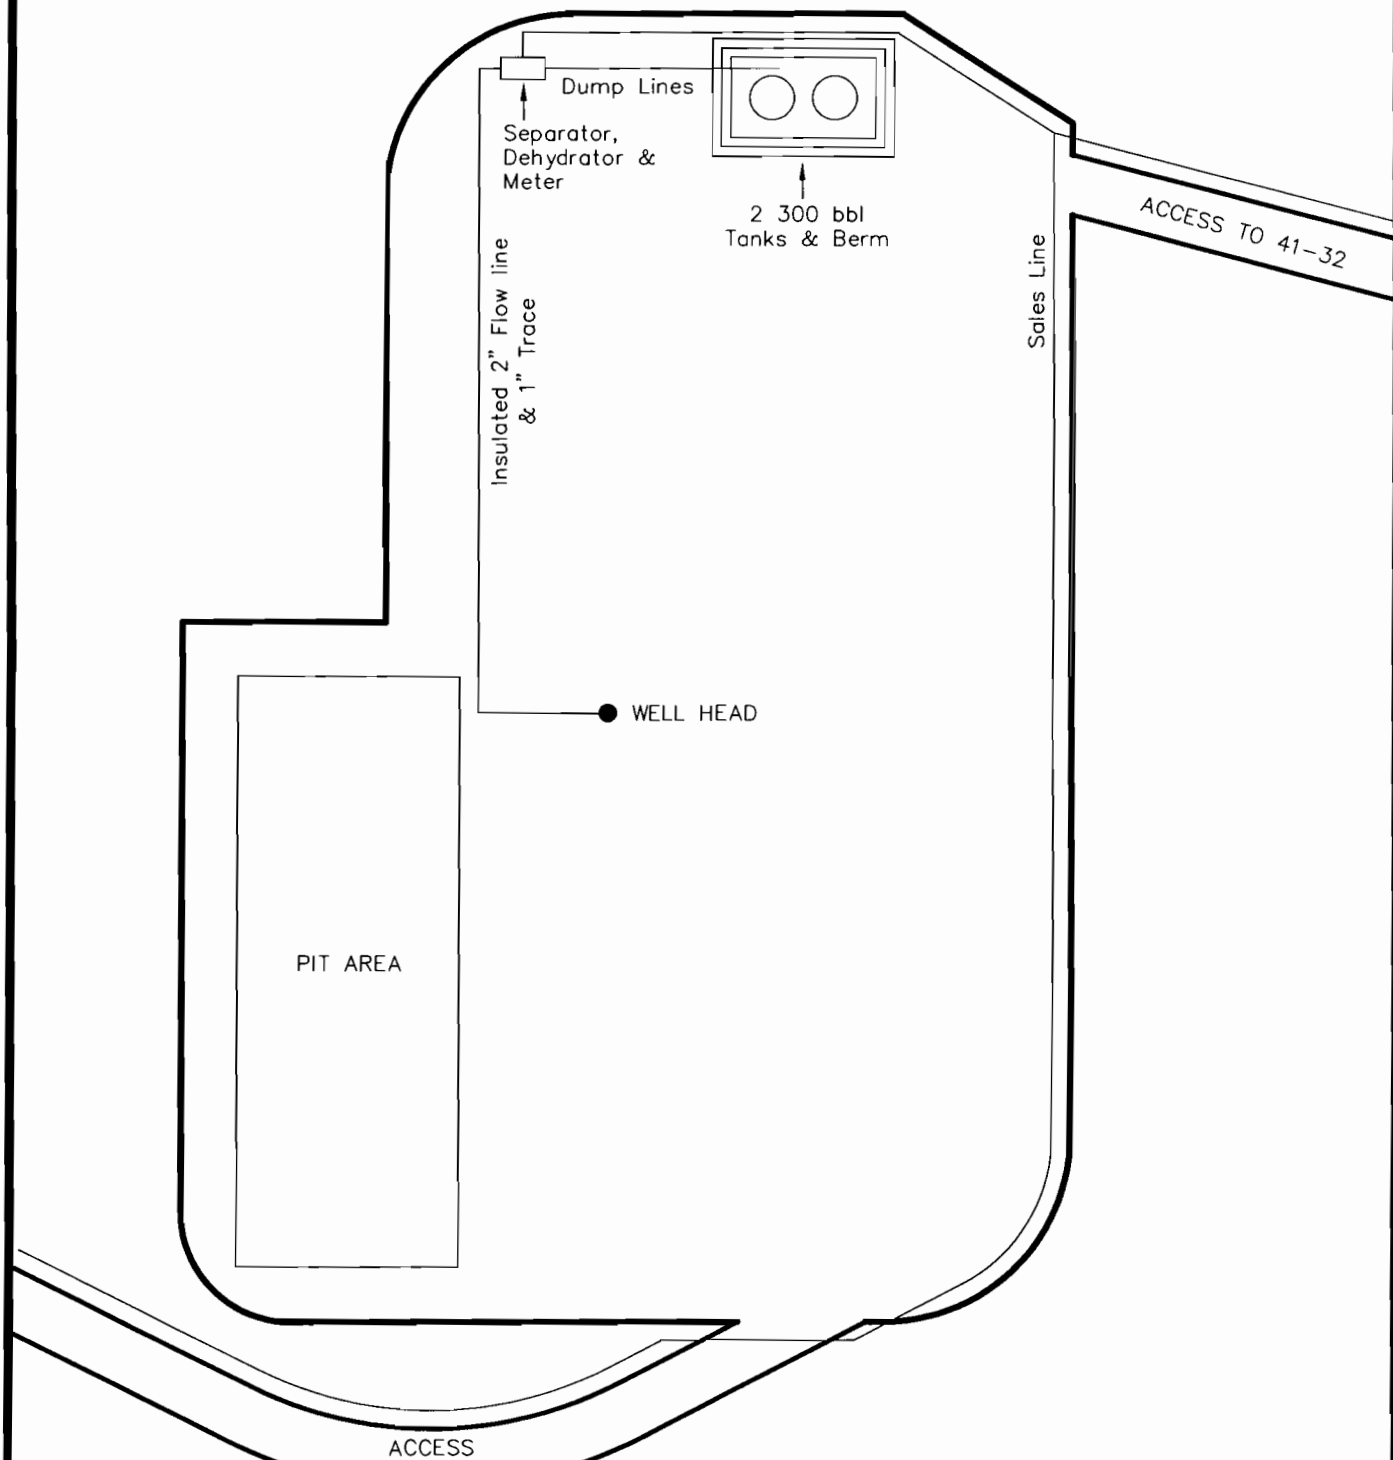 Dump Lines
Separator,
Dehydrator &
Meter
2 300 bbl
Tanks & Berm
ACCESS TO 41-32
Sales Line
Insulated 2" Flow line
& 1" Trace
WELL HEAD
PIT AREA
ACCESS